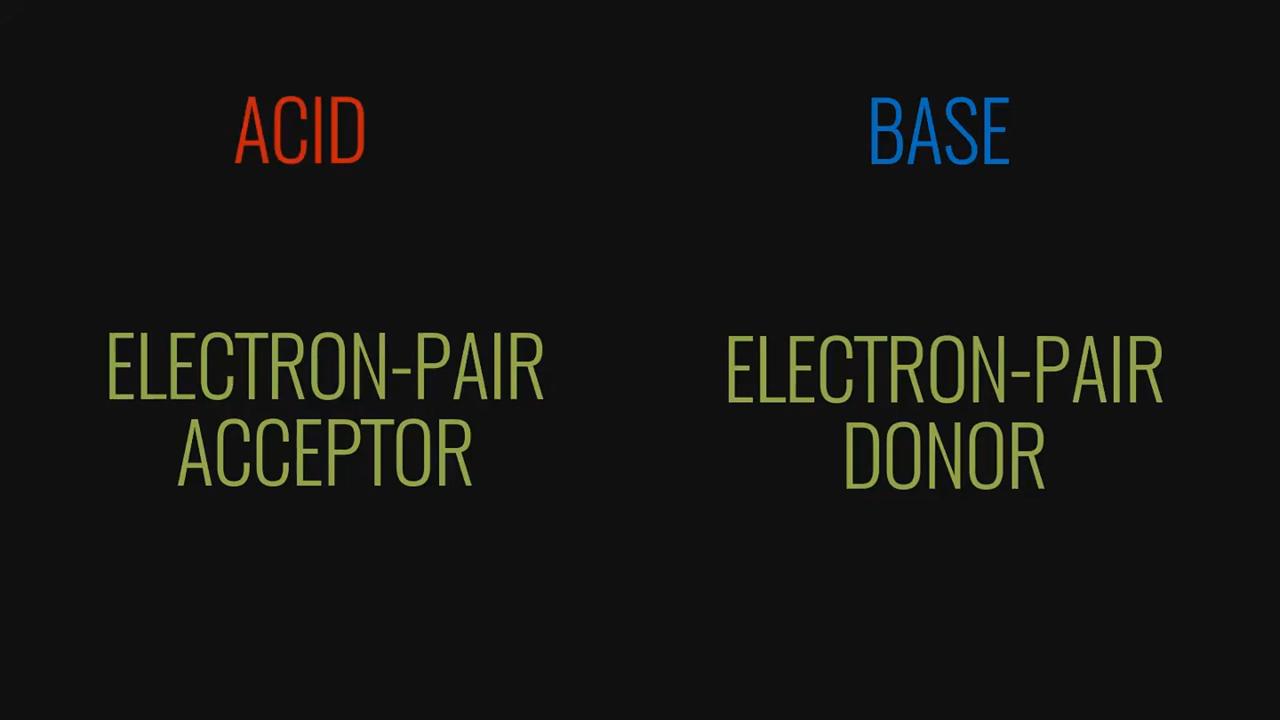 ACID
BASE
ELECTRON-PAIR
ACCEPTOR
ELECTRON-PAIR
DONOR